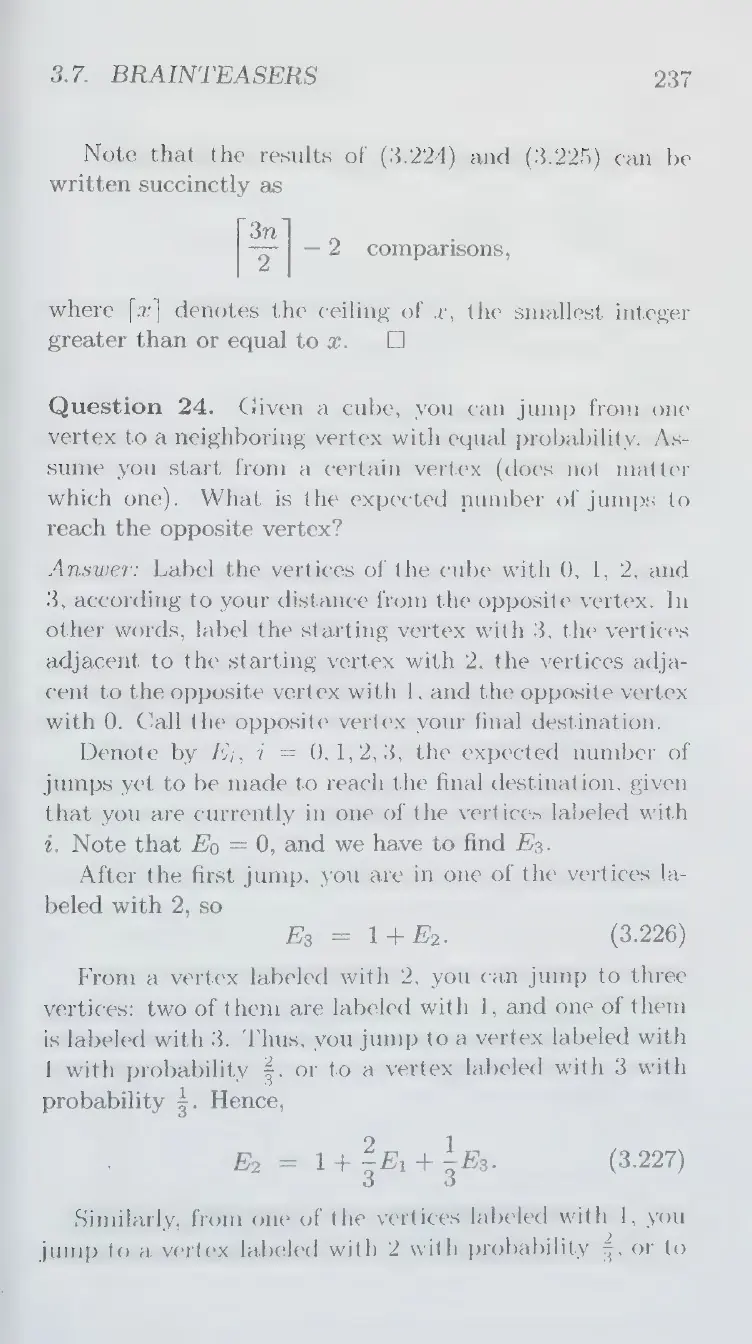 3.7. BRAINTEASERS 237
Note that the results of (3.224) and (3.225) can be
written succinctly as
⌈3n/2⌉ − 2 comparisons,
where ⌈x⌉ denotes the ceiling of x, the smallest integer
greater than or equal to x. □
Question 24. Given a cube, you can jump from one
vertex to a neighboring vertex with equal probability. As-
sume you start from a certain vertex (does not matter
which one). What is the expected number of jumps to
reach the opposite vertex?
Answer: Label the vertices of the cube with 0, 1, 2, and
3, according to your distance from the opposite vertex. In
other words, label the starting vertex with 3, the vertices
adjacent to the starting vertex with 2, the vertices adja-
cent to the opposite vertex with 1, and the opposite vertex
with 0. Call the opposite vertex your final destination.
Denote by Eᵢ, i = 0, 1, 2, 3, the expected number of
jumps yet to be made to reach the final destination, given
that you are currently in one of the vertices labeled with
i. Note that E₀ = 0, and we have to find E₃.
After the first jump, you are in one of the vertices la-
beled with 2, so
E₃ = 1 + E₂. (3.226)
From a vertex labeled with 2, you can jump to three
vertices: two of them are labeled with 1, and one of them
is labeled with 3. Thus, you jump to a vertex labeled with
1 with probability 2/3, or to a vertex labeled with 3 with
probability 1/3. Hence,
E₂ = 1 + 2/3 E₁ + 1/3 E₃. (3.227)
Similarly, from one of the vertices labeled with 1, you
jump to a vertex labeled with 2 with probability 2/3, or to